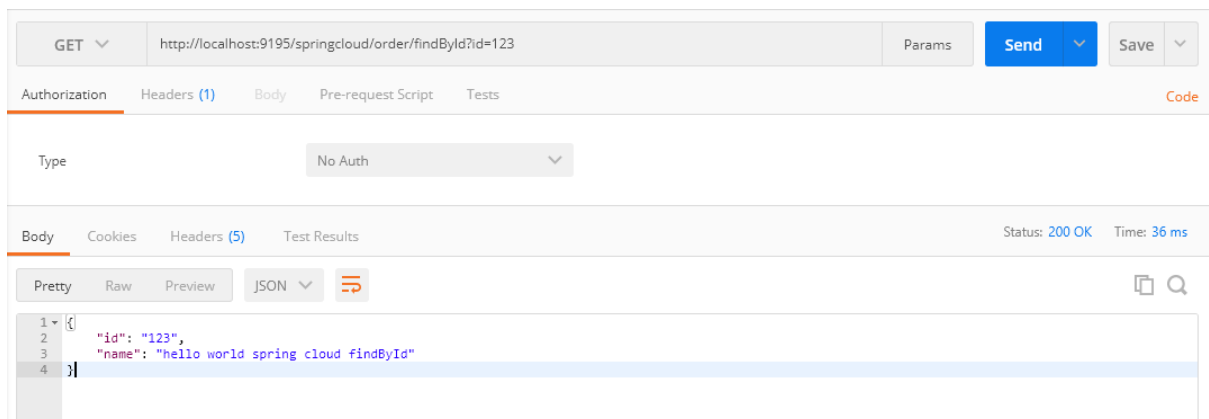 GET http://localhost:9195/springcloud/order/findById?id=123 Params Send Save
Authorization Headers (1) Body Pre-request Script Tests Code
Type No Auth
Body Cookies Headers (5) Test Results Status: 200 OK Time: 36 ms
Pretty Raw Preview JSON
1 {
2 "id": "123",
3 "name": "hello world spring cloud findById"
4 }